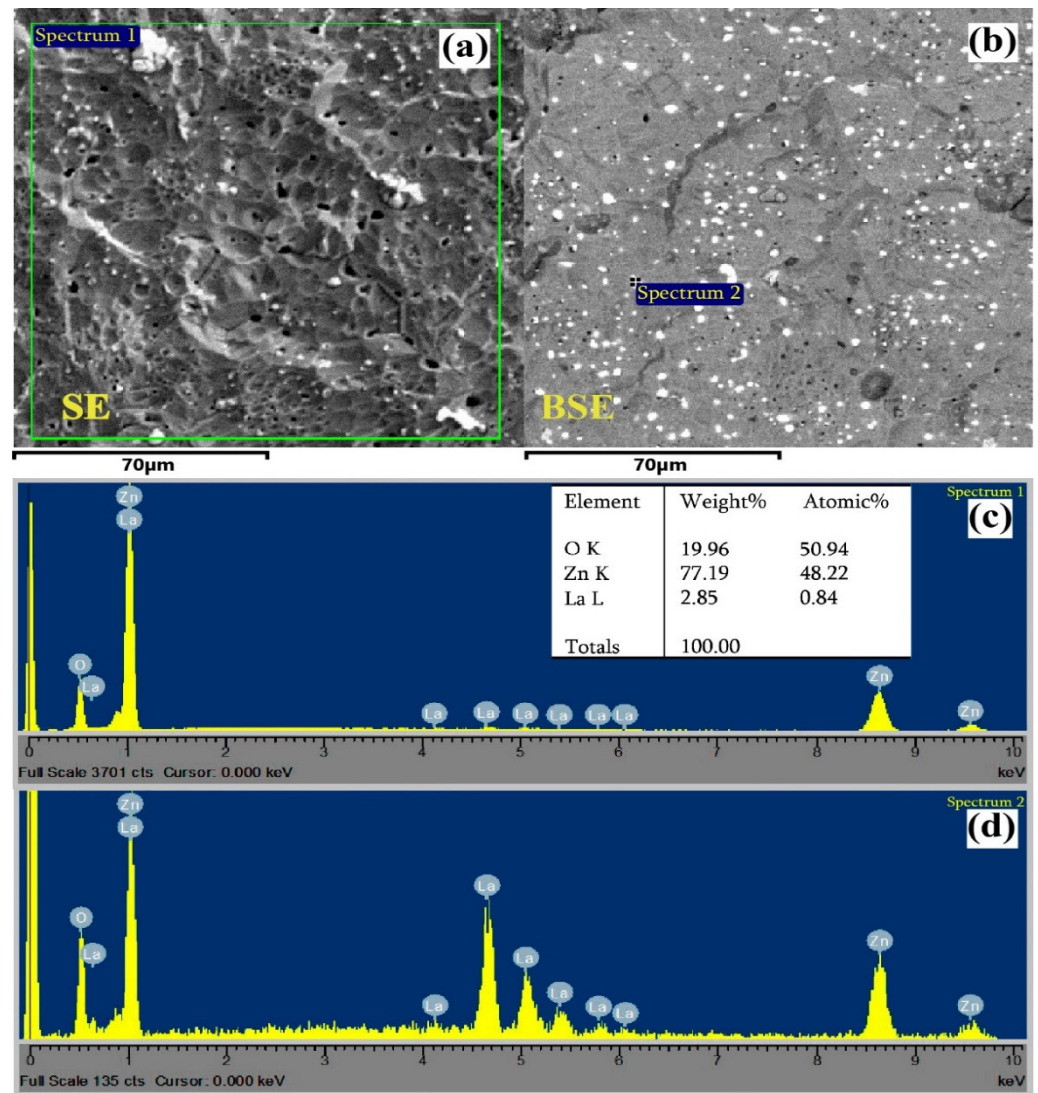 Spectrum 1
(a)
SE
70μm
(b)
Spectrum 2
BSE
70μm
Spectrum 1
(c)
Element Weight% Atomic%
O K 19.96 50.94
Zn K 77.19 48.22
La L 2.85 0.84
Totals 100.00
Zn
La
O
La
La La La La La La
Zn
Zn
0 1 2 3 4 5 6 7 8 9 10
Full Scale 3701 cts Cursor: 0.000 keV
keV
Spectrum 2
(d)
Zn
La
La
O
La
La
La
La
La
La
Zn
Zn
0 1 2 3 4 5 6 7 8 9 10
Full Scale 135 cts Cursor: 0.000 keV
keV